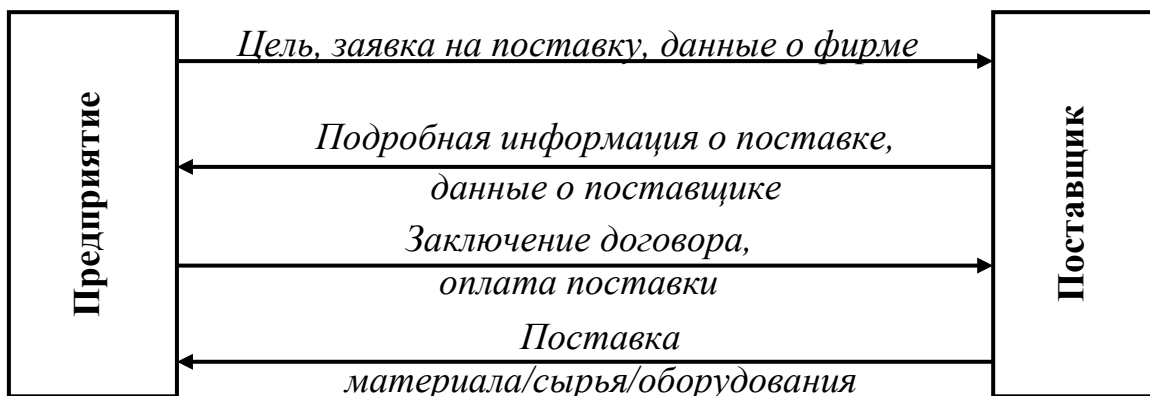 Предприятие
Цель, заявка на поставку, данные о фирме
Подробная информация о поставке,
данные о поставщике
Заключение договора,
оплата поставки
Поставка
материала/сырья/оборудования
Поставщик